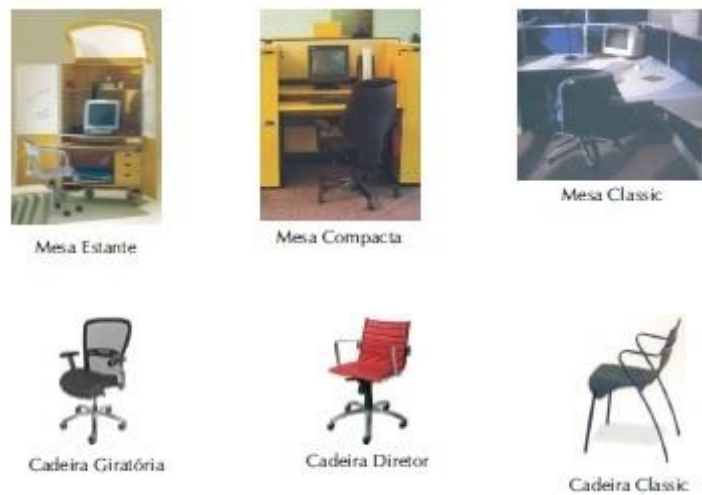 Mesa Estante
Mesa Compacta
Mesa Classic
Cadeira Giratória
Cadeira Diretor
Cadeira Classic